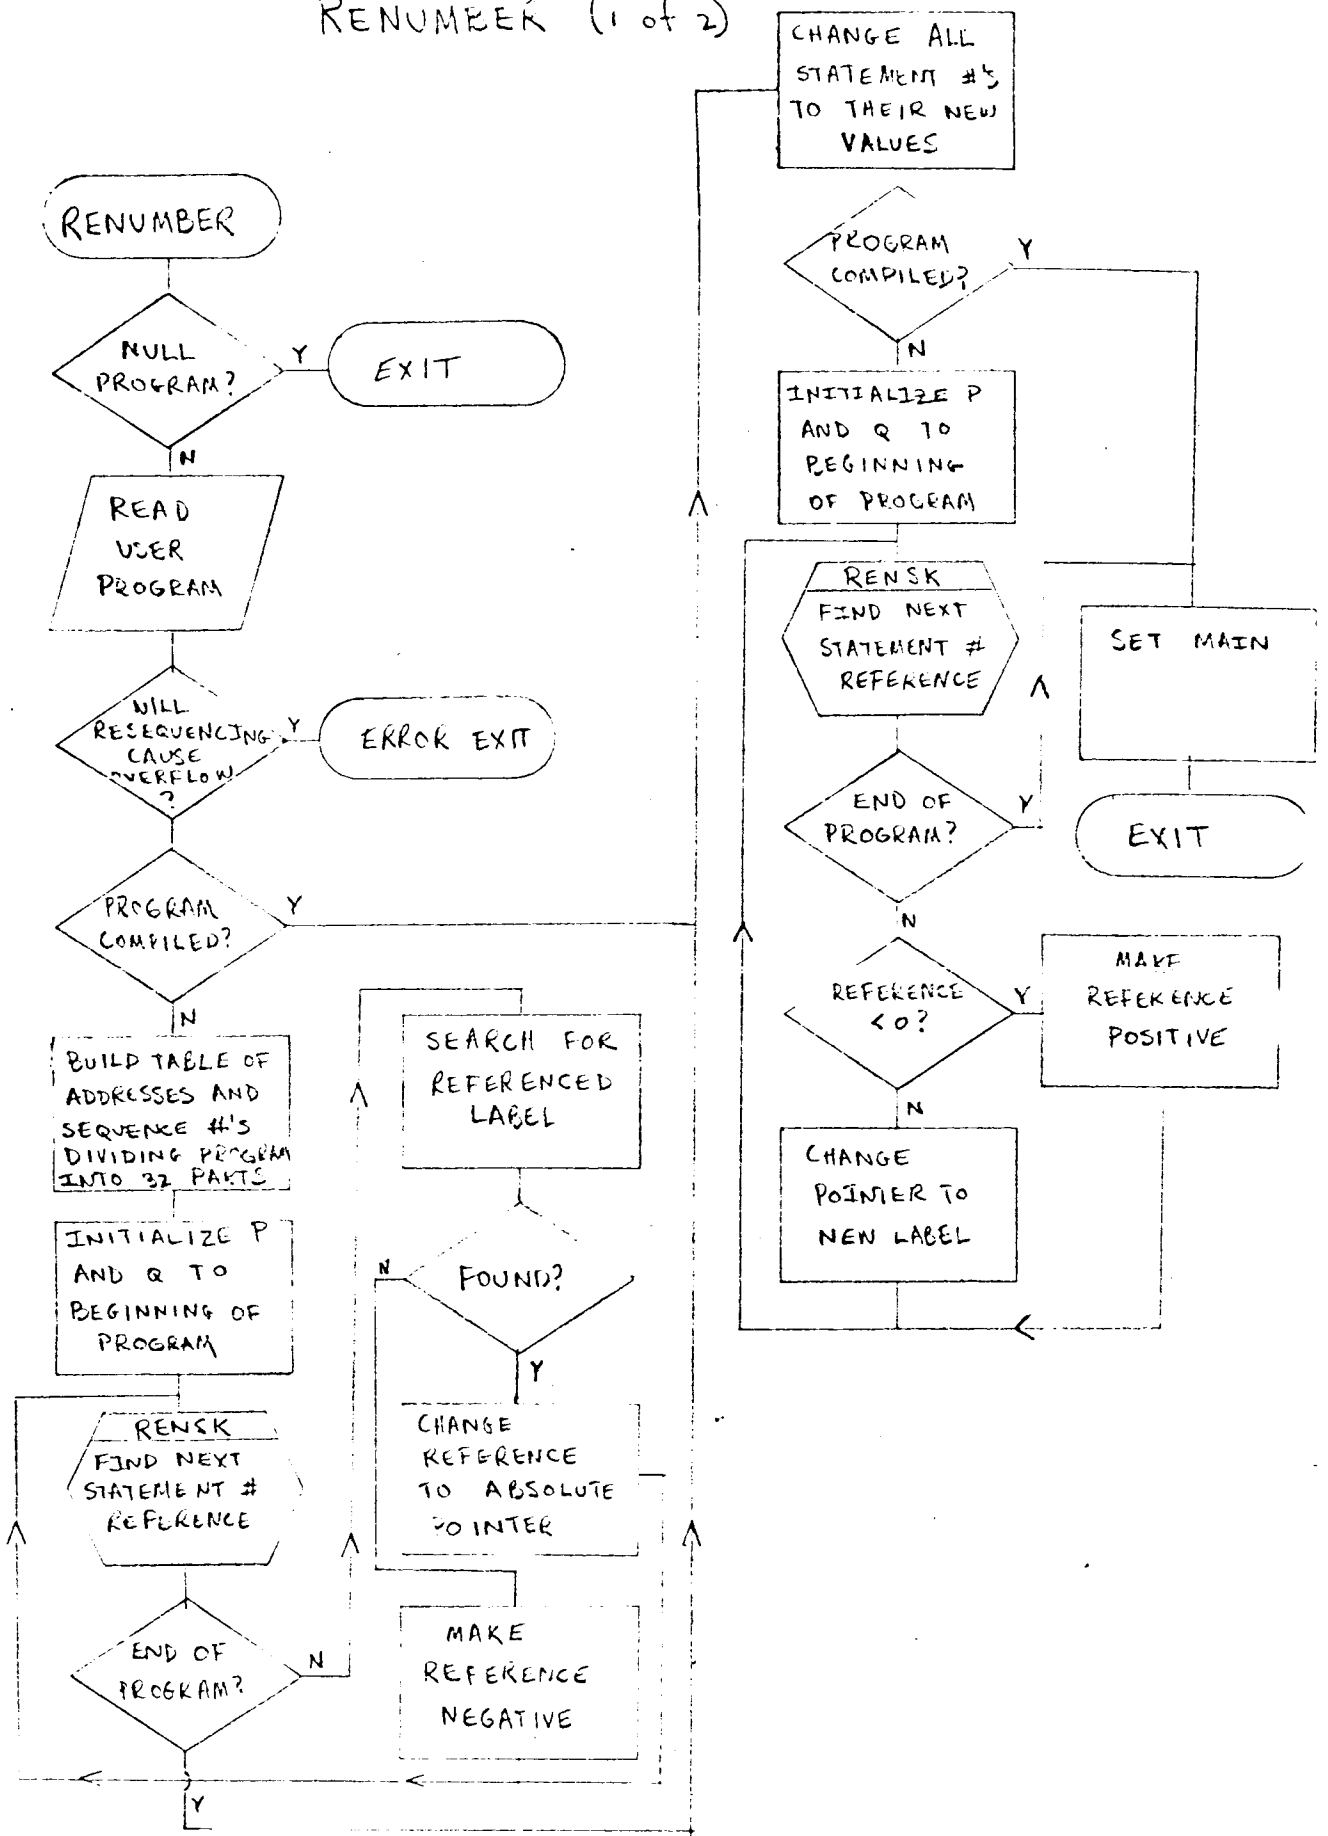 RENUMBER (1 of 2)
RENUMBER
NULL
PROGRAM?
Y
EXIT
N
READ
USER
PROGRAM
WILL
RESEQUENCING
CAUSE
OVERFLOW
?
Y
ERROR EXIT
PROGRAM
COMPILED?
Y
N
BUILD TABLE OF
ADDRESSES AND
SEQUENCE #'S
DIVIDING PROGRAM
INTO 32 PARTS
INITIALIZE P
AND Q TO
BEGINNING OF
PROGRAM
RENSK
FIND NEXT
STATEMENT #
REFERENCE
END OF
PROGRAM?
N
Y
SEARCH FOR
REFERENCED
LABEL
N
FOUND?
Y
CHANGE
REFERENCE
TO ABSOLUTE
POINTER
MAKE
REFERENCE
NEGATIVE
CHANGE ALL
STATEMENT #'S
TO THEIR NEW
VALUES
PROGRAM
COMPILED?
Y
N
INITIALIZE P
AND Q TO
BEGINNING
OF PROGRAM
RENSK
FIND NEXT
STATEMENT #
REFERENCE
SET MAIN
END OF
PROGRAM?
Y
EXIT
N
REFERENCE
<0?
Y
MAKE
REFERENCE
POSITIVE
N
CHANGE
POINTER TO
NEW LABEL